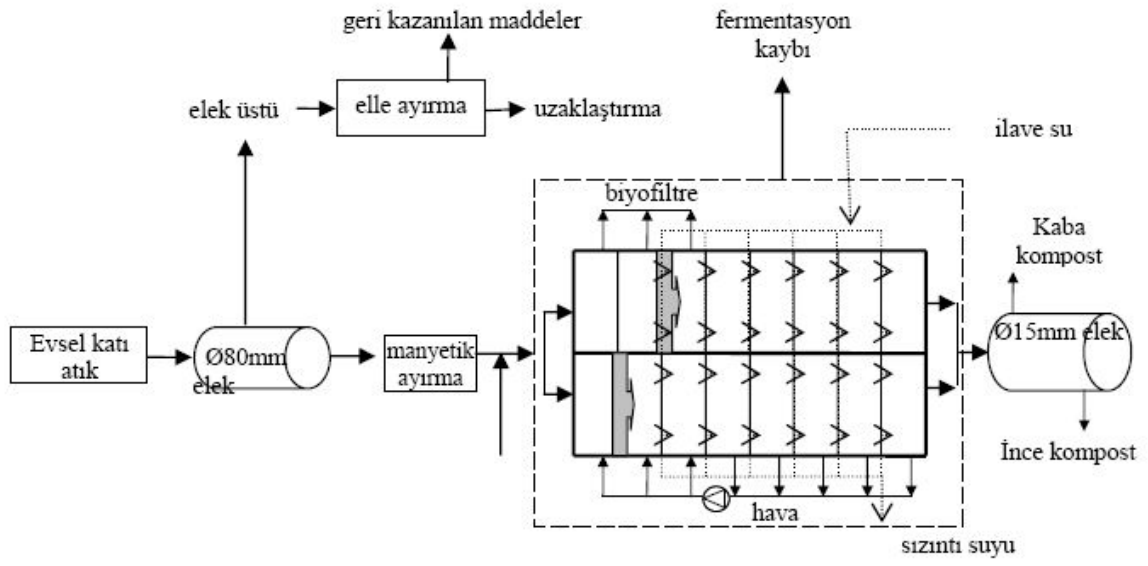 geri kazanılan maddeler
fermentasyon
kaybı
elek üstü
elle ayırma
uzaklaştırma
ilave su
biyofiltre
Kaba
kompost
Evsel katı
atık
Ø80mm
elek
manyetik
ayırma
Ø15mm elek
İnce kompost
hava
sızıntı suyu